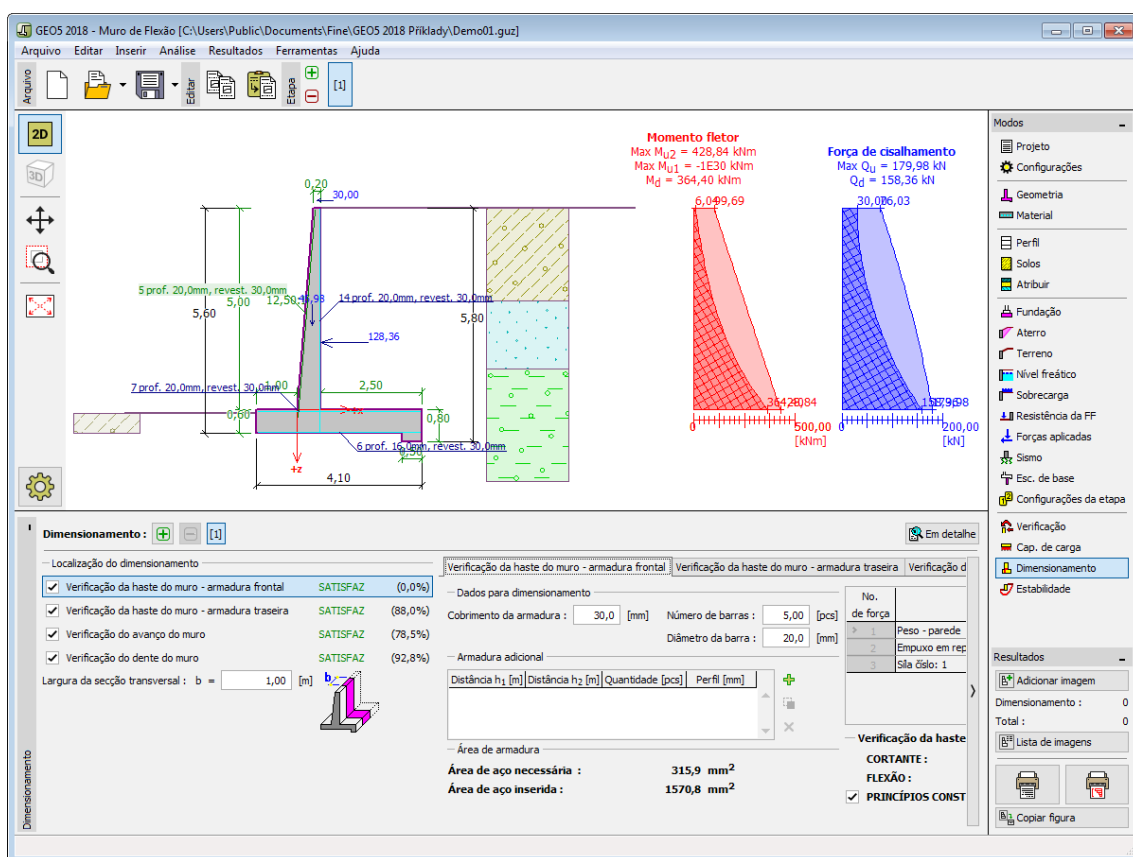 GEO5 2018 - Muro de Flexão [C:\Users\Public\Documents\Fine\GEO5 2018 Příklady\Demo01.guz]
Arquivo Editar Inserir Análise Resultados Ferramentas Ajuda
Arquivo Editar Etapa [1]
2D
3D
Momento fletor
Max Mu2 = 428,84 kNm
Max Mu1 = -1E30 kNm
Md = 364,40 kNm
Força de cisalhamento
Max Qu = 179,98 kN
Qd = 158,36 kN
0,20
30,00
5 prof. 20,0mm, revest. 30,0mm
5,00
5,60
14 prof. 20,0mm, revest. 30,0mm
5,80
128,36
7 prof. 20,0mm, revest. 30,0mm
1,00
2,50
+x
0,60
0,80
6 prof. 16,0mm, revest. 30,0mm
0,50
+z
4,10
0
500,00
[kNm]
0
200,00
[kN]
Modos
Projeto
Configurações
Geometria
Material
Perfil
Solos
Atribuir
Fundação
Aterro
Terreno
Nível freático
Sobrecarga
Resistência da FF
Forças aplicadas
Sismo
Esc. de base
Configurações da etapa
Verificação
Cap. de carga
Dimensionamento
Estabilidade
Resultados
Adicionar imagem
Dimensionamento : 0
Total : 0
Lista de imagens
Copiar figura
Dimensionamento
Dimensionamento : [1]
Em detalhe
Localização do dimensionamento
Verificação da haste do muro - armadura frontal SATISFAZ (0,0%)
Verificação da haste do muro - armadura traseira SATISFAZ (88,0%)
Verificação do avanço do muro SATISFAZ (78,5%)
Verificação do dente do muro SATISFAZ (92,8%)
Largura da secção transversal : b = 1,00 [m]
b
Verificação da haste do muro - armadura frontal Verificação da haste do muro - armadura traseira Verificação d
Dados para dimensionamento
Cobrimento da armadura : 30,0 [mm] Número de barras : 5,00 [pcs]
Diâmetro da barra : 20,0 [mm]
Armadura adicional
Distância h1 [m] Distância h2 [m] Quantidade [pcs] Perfil [mm]
Área de armadura
Área de aço necessária : 315,9 mm2
Área de aço inserida : 1570,8 mm2
No.
de força
1 Peso - parede
2 Empuxo em rep
3 Síla číslo: 1
Verificação da haste
CORTANTE :
FLEXÃO :
PRINCÍPIOS CONST